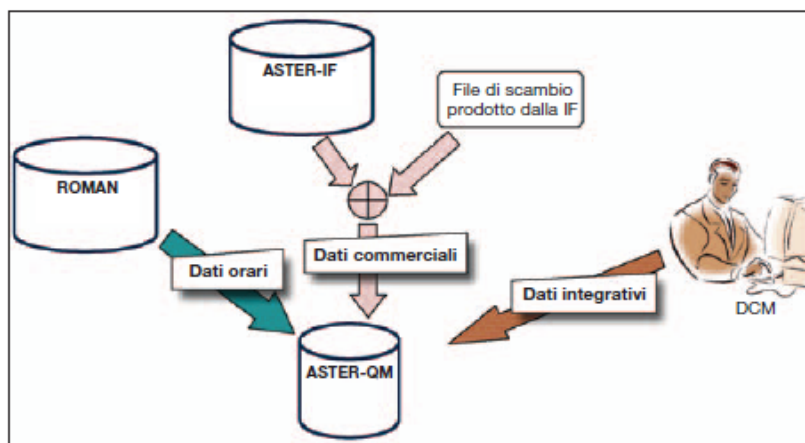 ASTER-IF
File di scambio
prodotto dalla IF
ROMAN
Dati orari
Dati commerciali
Dati integrativi
DCM
ASTER-QM